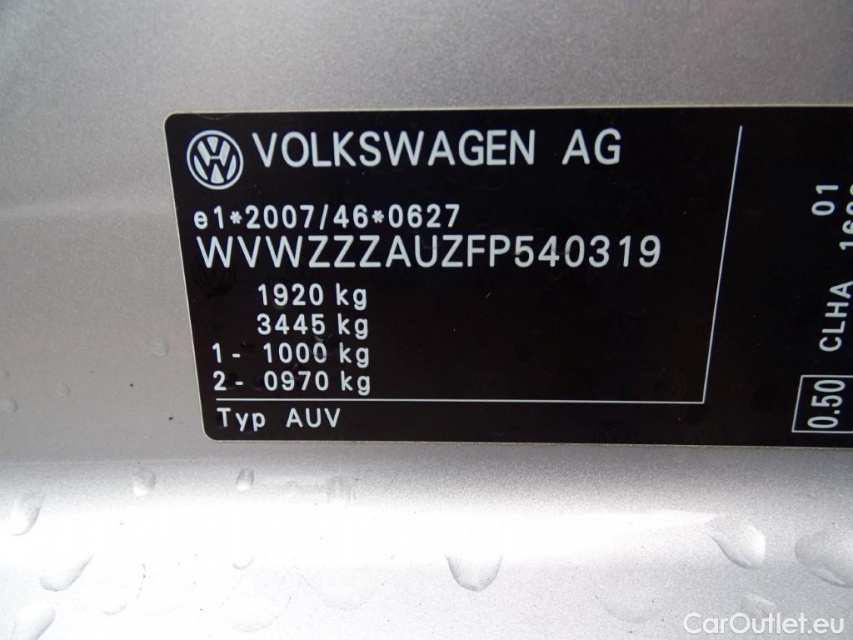 VOLKSWAGEN AG
e1*2007/46*0627
WVWZZZAUZFP540319
1920 kg
3445 kg
1- 1000 kg
2- 0970 kg
Typ AUV
01
CLHA
0.50
CarOutlet.eu